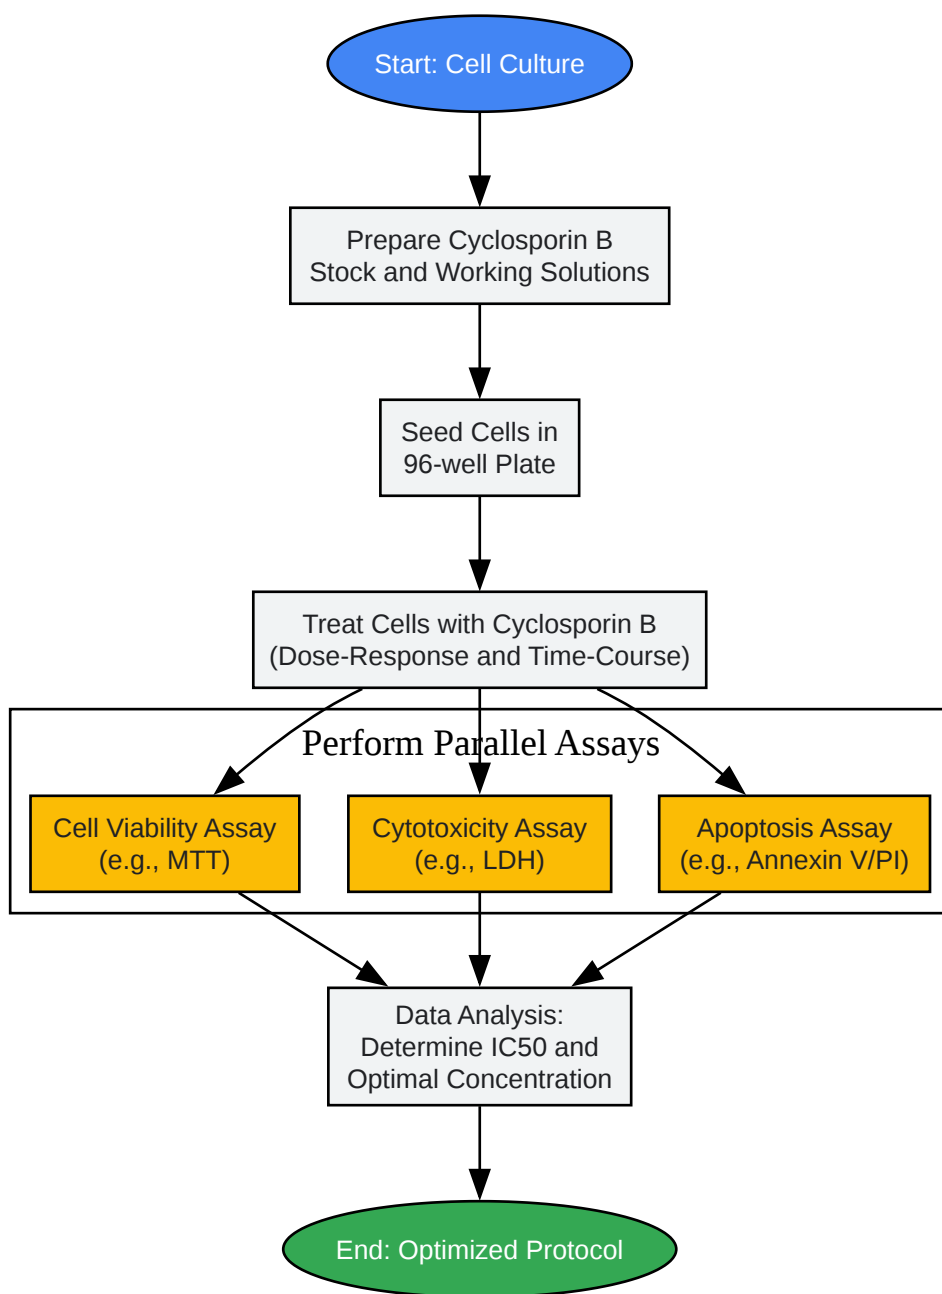 Start: Cell Culture
Prepare Cyclosporin B
Stock and Working Solutions
Seed Cells in
96-well Plate
Treat Cells with Cyclosporin B
(Dose-Response and Time-Course)
Perform Parallel Assays
Cell Viability Assay
(e.g., MTT)
Cytotoxicity Assay
(e.g., LDH)
Apoptosis Assay
(e.g., Annexin V/PI)
Data Analysis:
Determine IC50 and
Optimal Concentration
End: Optimized Protocol